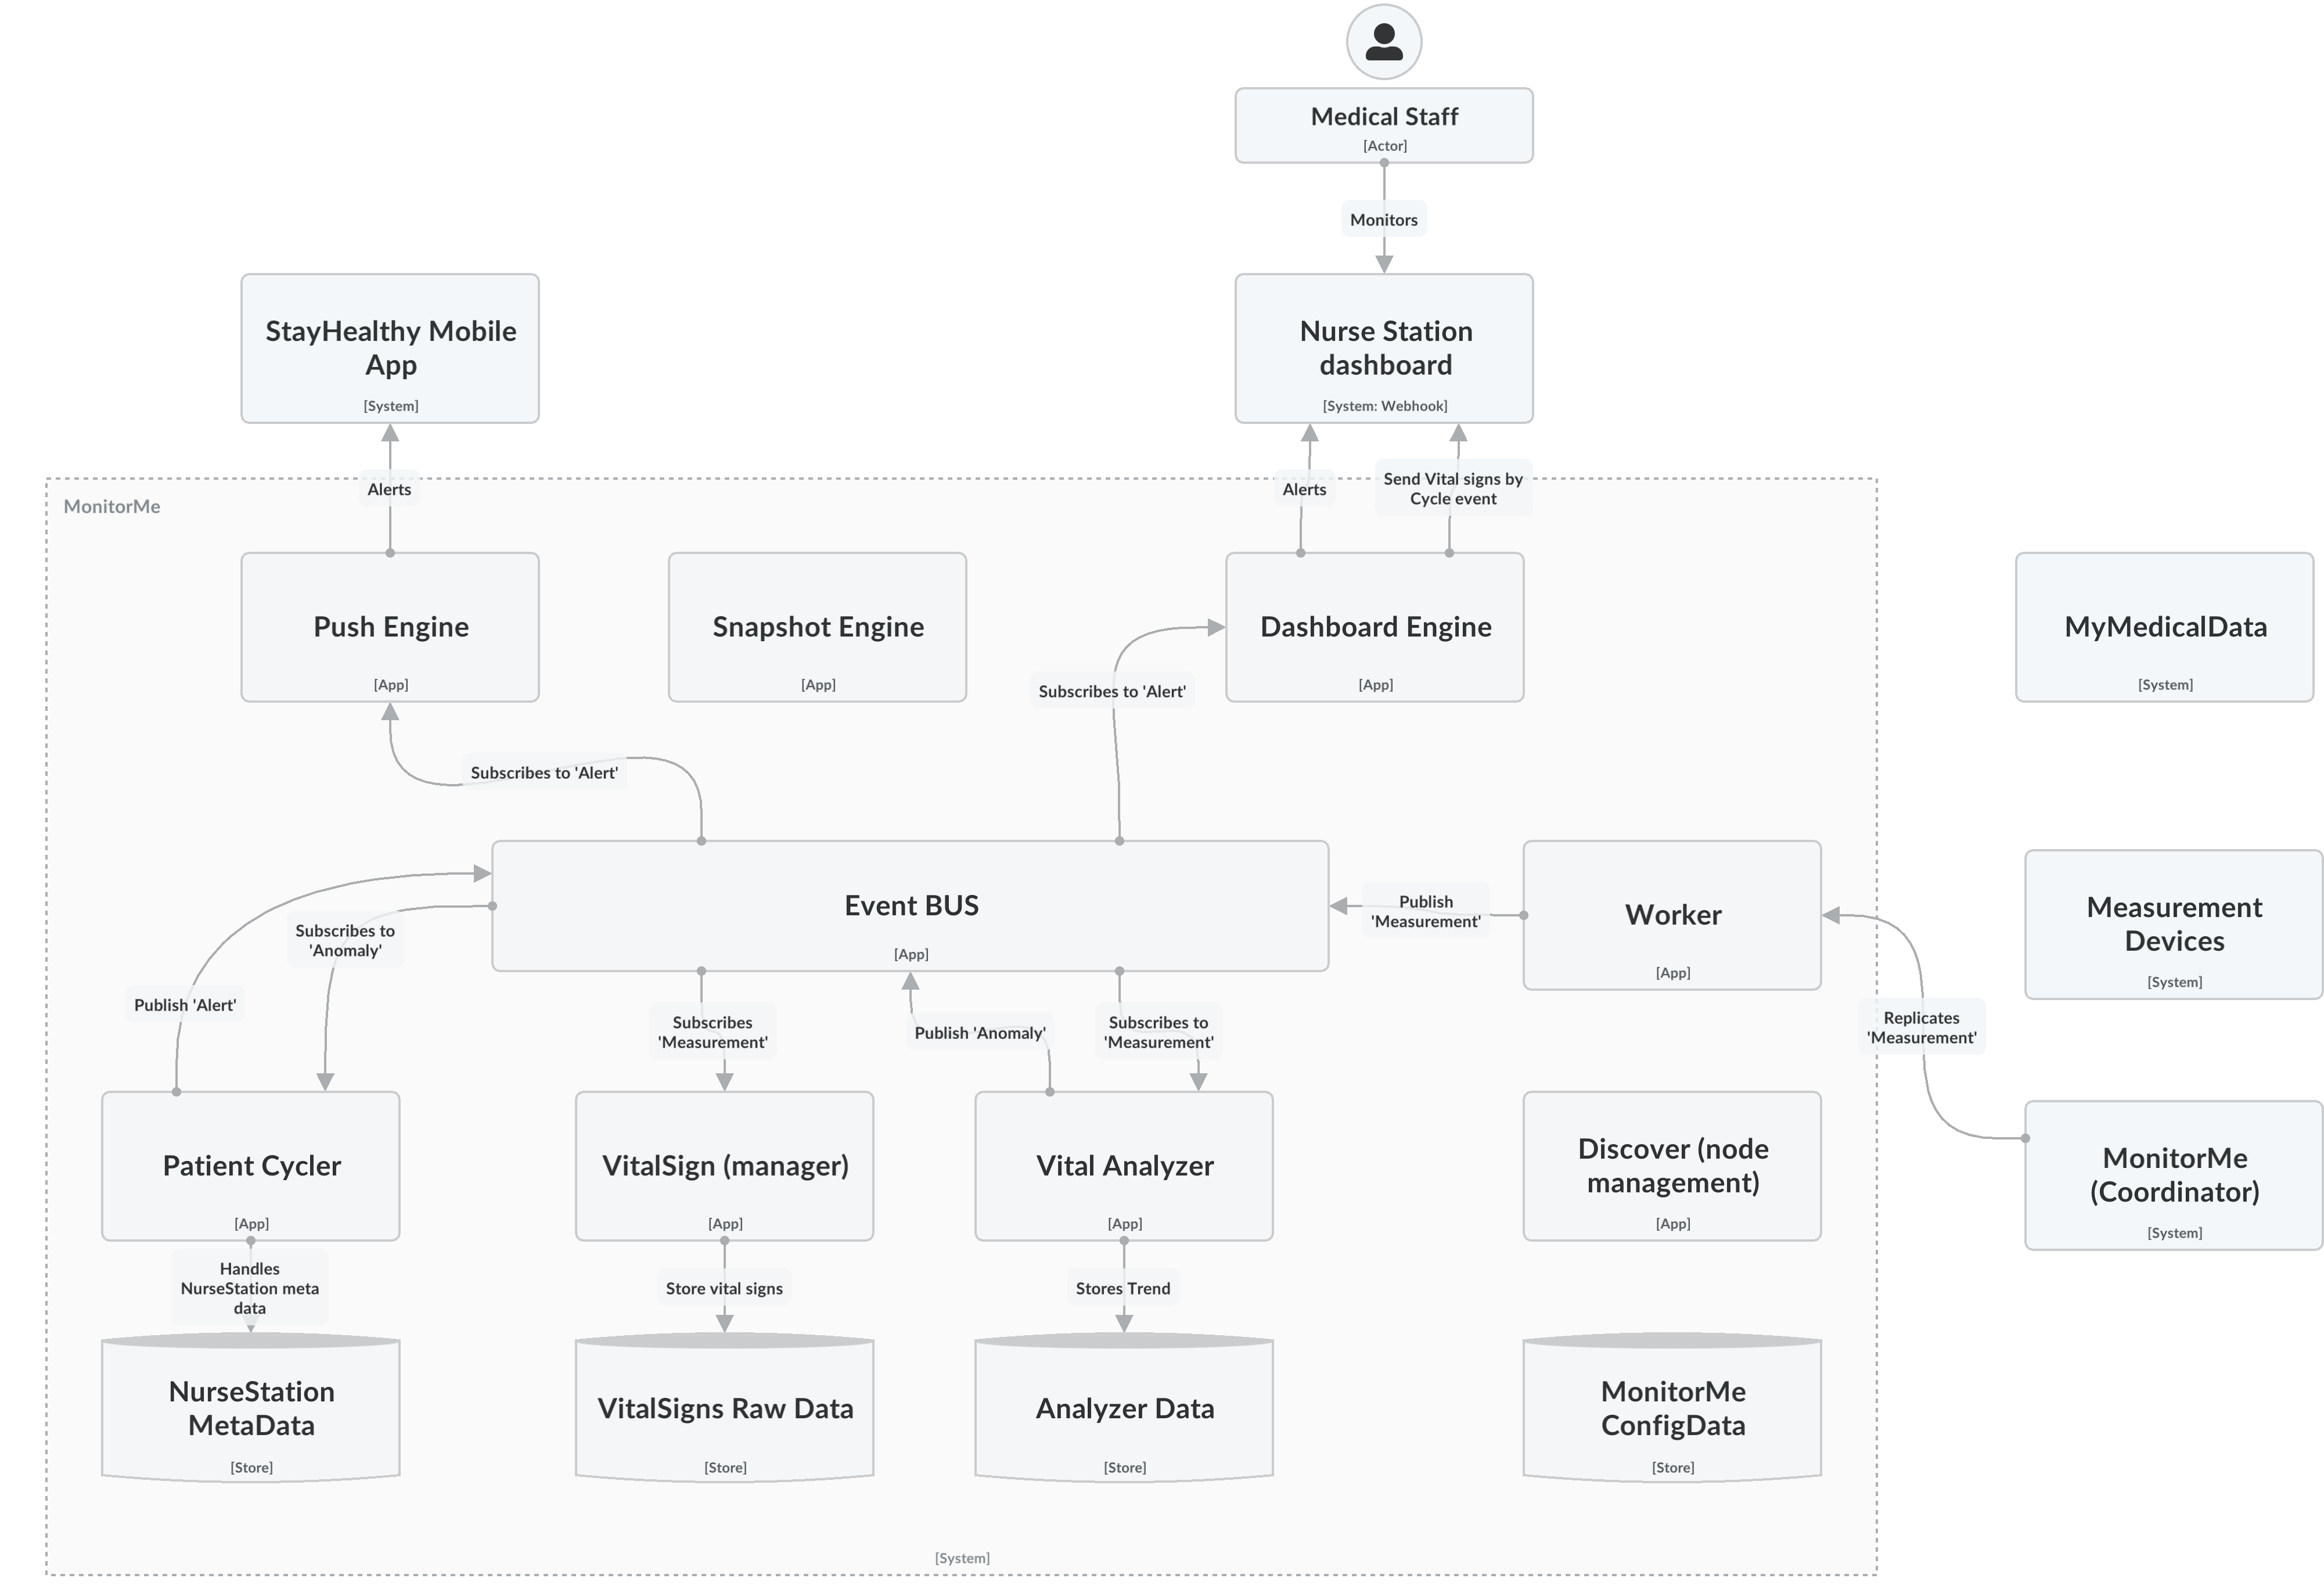 Medical Staff
[Actor]
Monitors
StayHealthy Mobile
App
[System]
Nurse Station
dashboard
[System: Webhook]
Alerts
Alerts
Send Vital signs by
Cycle event
MonitorMe
Push Engine
[App]
Snapshot Engine
[App]
Dashboard Engine
[App]
MyMedicalData
[System]
Subscribes to 'Alert'
Subscribes to 'Alert'
Event BUS
[App]
Publish
'Measurement'
Worker
[App]
Measurement
Devices
[System]
Subscribes to
'Anomaly'
Publish 'Alert'
Subscribes
'Measurement'
Publish 'Anomaly'
Subscribes to
'Measurement'
Replicates
'Measurement'
Patient Cycler
[App]
VitalSign (manager)
[App]
Vital Analyzer
[App]
Discover (node
management)
[App]
MonitorMe
(Coordinator)
[System]
Handles
NurseStation meta
data
Store vital signs
Stores Trend
NurseStation
MetaData
[Store]
VitalSigns Raw Data
[Store]
Analyzer Data
[Store]
MonitorMe
ConfigData
[Store]
[System]